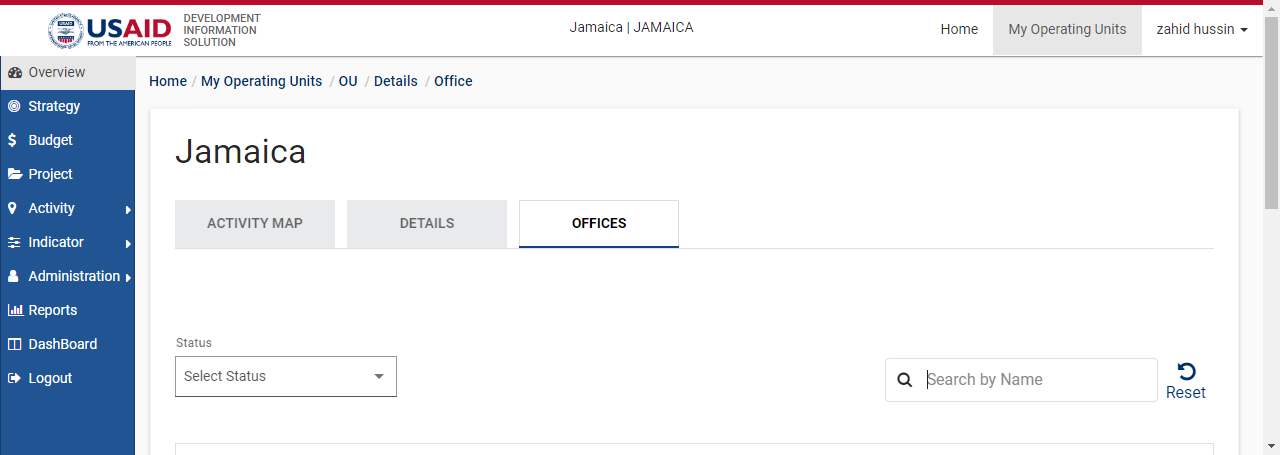 USAID
FROM THE AMERICAN PEOPLE
DEVELOPMENT
INFORMATION
SOLUTION
Jamaica | JAMAICA
Home
My Operating Units
zahid hussin
Overview
Strategy
Budget
Project
Activity
Indicator
Administration
Reports
DashBoard
Logout
Home / My Operating Units / OU / Details / Office
Jamaica
ACTIVITY MAP
DETAILS
OFFICES
Status
Select Status
Search by Name
Reset